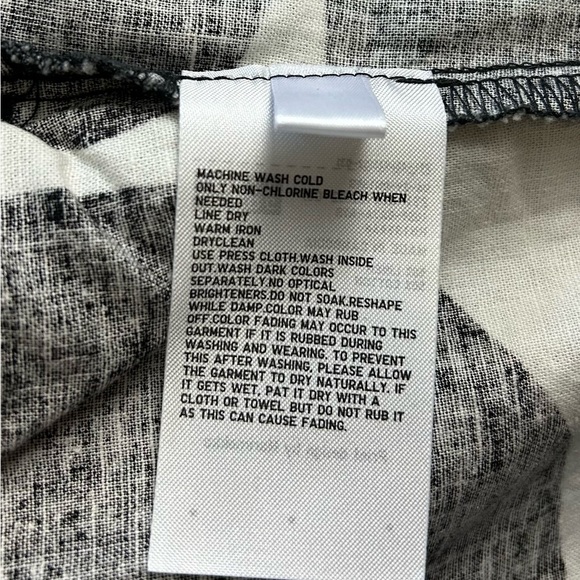 MACHINE WASH COLD
ONLY NON-CHLORINE BLEACH WHEN
NEEDED
LINE DRY
WARM IRON
DRYCLEAN
USE PRESS CLOTH.WASH INSIDE
OUT.WASH DARK COLORS
SEPARATELY.NO OPTICAL
BRIGHTENERS.DO NOT SOAK.RESHAPE
WHILE DAMP.COLOR MAY RUB
OFF.COLOR FADING MAY OCCUR TO THIS
GARMENT IF IT IS RUBBED DURING
WASHING AND WEARING. TO PREVENT
THIS AFTER WASHING, PLEASE ALLOW
THE GARMENT TO DRY NATURALLY. IF
IT GETS WET, PAT IT DRY WITH A
CLOTH OR TOWEL BUT DO NOT RUB IT
AS THIS CAN CAUSE FADING.
Print design by Marimekko